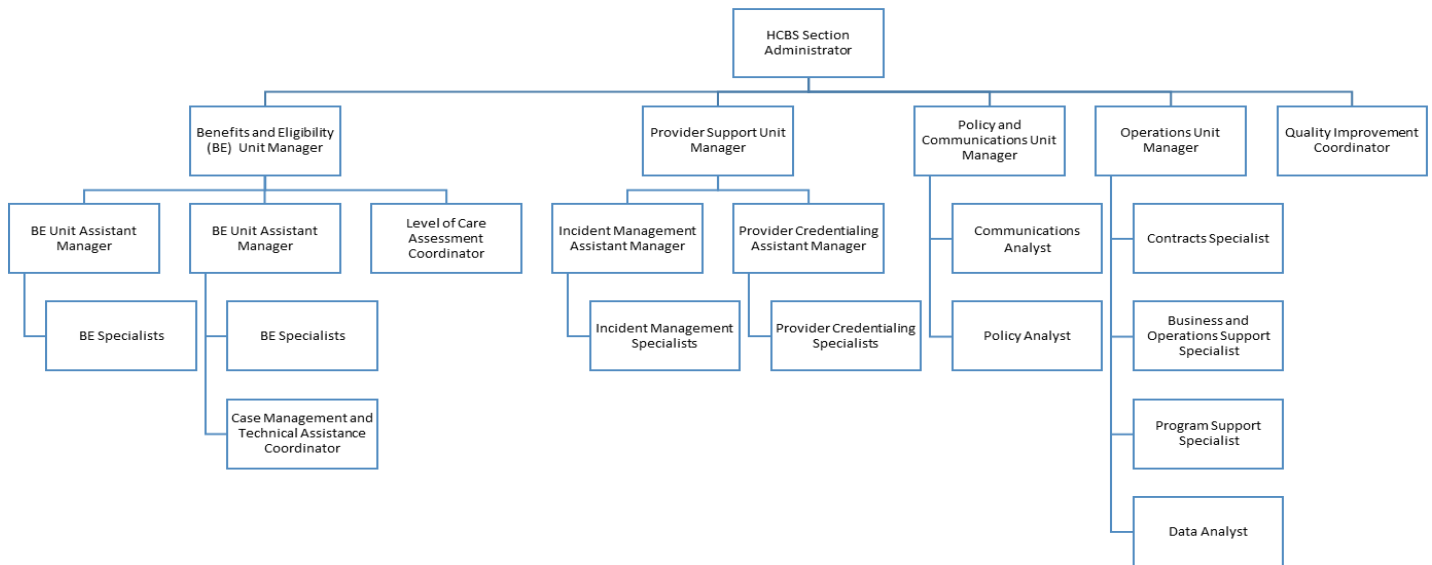 HCBS Section
Administrator
Benefits and Eligibility
(BE)  Unit Manager
Provider Support Unit
Manager
Policy and
Communications Unit
Manager
Operations Unit
Manager
Quality Improvement
Coordinator
BE Unit Assistant
Manager
BE Unit Assistant
Manager
Level of Care
Assessment
Coordinator
Incident Management
Assistant Manager
Provider Credentialing
Assistant Manager
Communications
Analyst
Contracts Specialist
BE Specialists
BE Specialists
Incident Management
Specialists
Provider Credentialing
Specialists
Policy Analyst
Business and
Operations Support
Specialist
Case Management and
Technical Assistance
Coordinator
Program Support
Specialist
Data Analyst